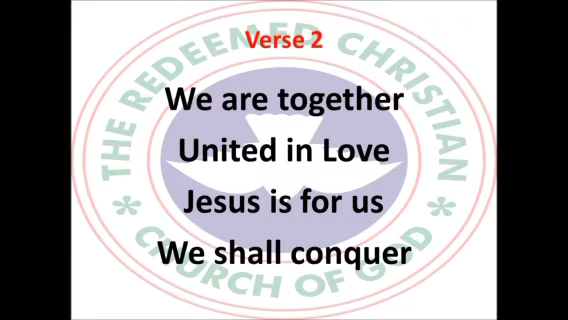 Verse 2
We are together
United in Love
Jesus is for us
We shall conquer
THE REDEEMED CHRISTIAN
CHURCH OF GOD